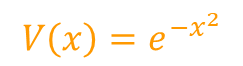 V(x) = e^{-x^2}